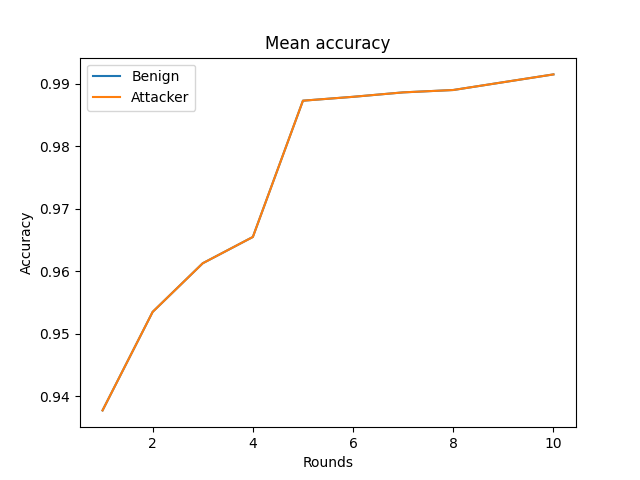 Mean accuracy
Benign
Attacker
0.99
0.98
0.97
0.96
0.95
0.94
Accuracy
2 4 6 8 10
Rounds